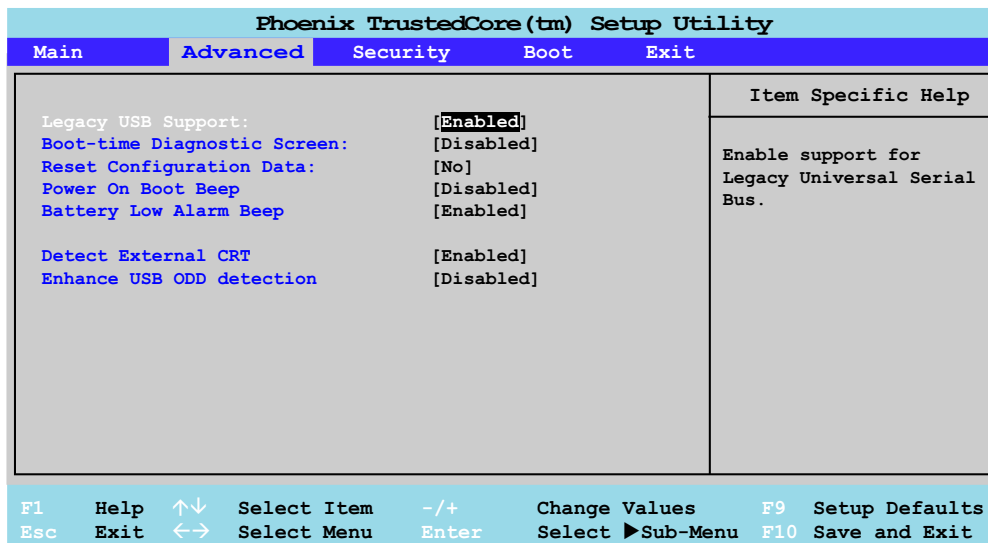 Phoenix TrustedCore(tm) Setup Utility
Main Advanced Security Boot Exit
Legacy USB Support: [Enabled]
Boot-time Diagnostic Screen: [Disabled]
Reset Configuration Data: [No]
Power On Boot Beep [Disabled]
Battery Low Alarm Beep [Enabled]
Detect External CRT [Enabled]
Enhance USB ODD detection [Disabled]
Item Specific Help
Enable support for
Legacy Universal Serial
Bus.
F1 Help ↑↓ Select Item -/+ Change Values F9 Setup Defaults
Esc Exit ←→ Select Menu Enter Select ▶Sub-Menu F10 Save and Exit